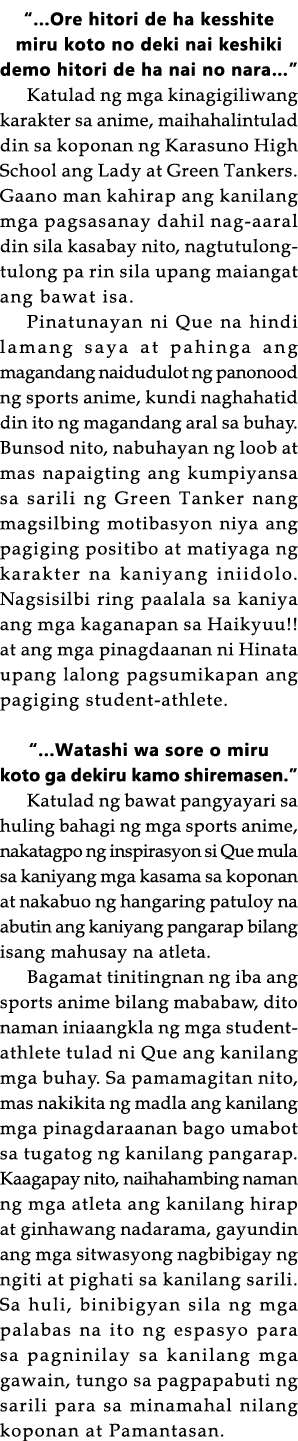 “...Ore hitori de ha kesshite
miru koto no deki nai keshiki
demo hitori de ha nai no nara...”
Katulad ng mga kinagigiliwang
karakter sa anime, maihahalintulad
din sa koponan ng Karasuno High
School ang Lady at Green Tankers.
Gaano man kahirap ang kanilang
mga pagsasanay dahil nag-aaral
din sila kasabay nito, nagtutulong-
tulong pa rin sila upang maiangat
ang bawat isa.
Pinatunayan ni Que na hindi
lamang saya at pahinga ang
magandang naidudulot ng panonood
ng sports anime, kundi naghahatid
din ito ng magandang aral sa buhay.
Bunsod nito, nabuhayan ng loob at
mas napaigting ang kumpiyansa
sa sarili ng Green Tanker nang
magsilbing motibasyon niya ang
pagiging positibo at matiyaga ng
karakter na kaniyang iniidolo.
Nagsisilbi ring paalala sa kaniya
ang mga kaganapan sa Haikyuu!!
at ang mga pinagdaanan ni Hinata
upang lalong pagsumikapan ang
pagiging student-athlete.
“...Watashi wa sore o miru
koto ga dekiru kamo shiremasen.”
Katulad ng bawat pangyayari sa
huling bahagi ng mga sports anime,
nakatagpo ng inspirasyon si Que mula
sa kaniyang mga kasama sa koponan
at nakabuo ng hangaring patuloy na
abutin ang kaniyang pangarap bilang
isang mahusay na atleta.
Bagamat tinitingnan ng iba ang
sports anime bilang mababaw, dito
naman iniaangkla ng mga student-
athlete tulad ni Que ang kanilang
mga buhay. Sa pamamagitan nito,
mas nakikita ng madla ang kanilang
mga pinagdaraanan bago umabot
sa tugatog ng kanilang pangarap.
Kaagapay nito, naihahambing naman
ng mga atleta ang kanilang hirap
at ginhawang nadarama, gayundin
ang mga sitwasyong nagbibigay ng
ngiti at pighati sa kanilang sarili.
Sa huli, binibigyan sila ng mga
palabas na ito ng espasyo para
sa pagninilay sa kanilang mga
gawain, tungo sa pagpapabuti ng
sarili para sa minamahal nilang
koponan at Pamantasan.